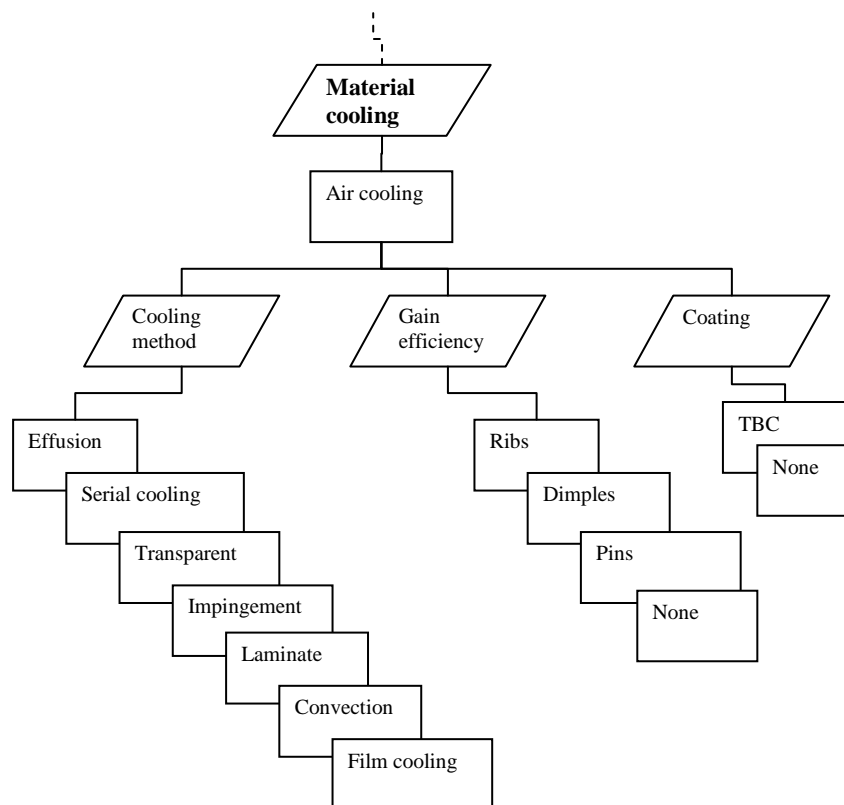 Material
cooling
Air cooling
Cooling
method
Gain
efficiency
Coating
Effusion
Serial cooling
Transparent
Impingement
Laminate
Convection
Film cooling
Ribs
Dimples
Pins
None
TBC
None